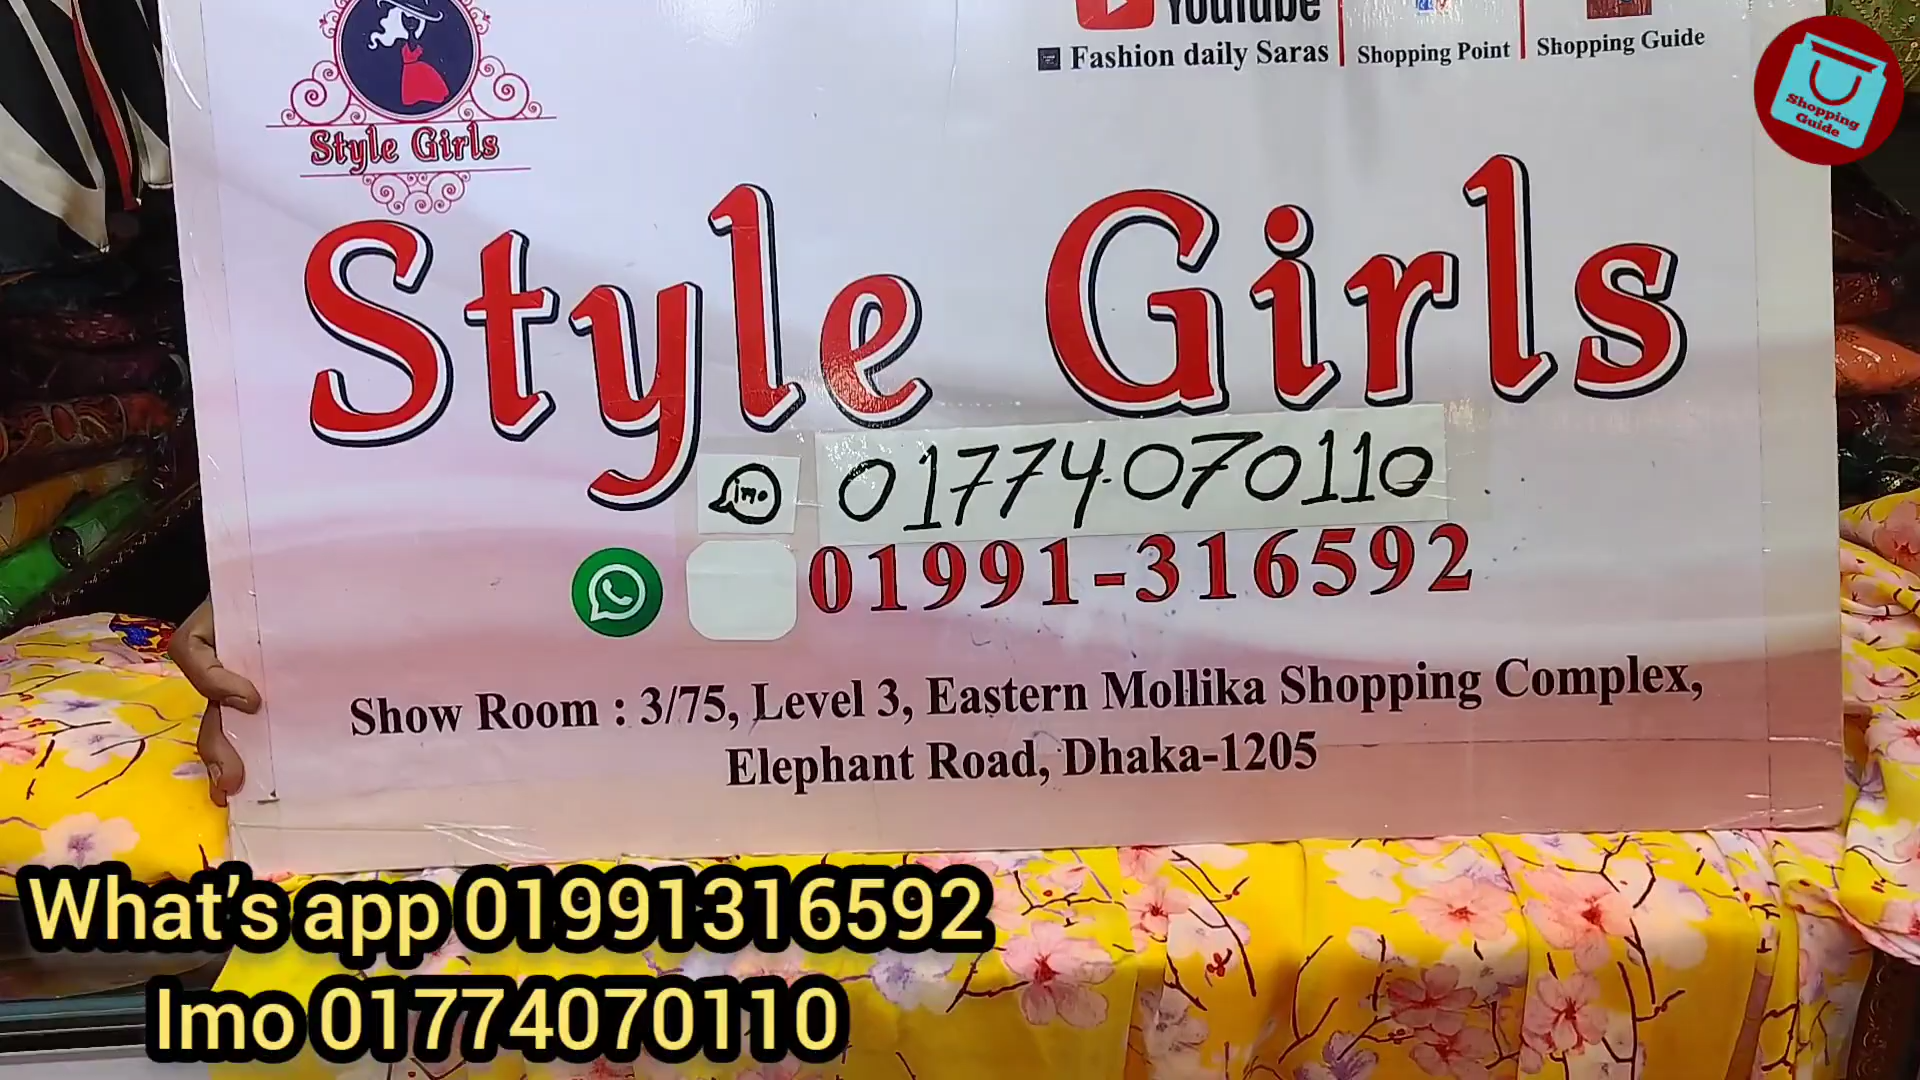 YouTube
Fashion daily Saras
Shopping Point
Shopping Guide
Shopping
Guide
Style Girls
Style Girls
imo 01774070110
01991-316592
Show Room : 3/75, Level 3, Eastern Mollika Shopping Complex,
Elephant Road, Dhaka-1205
What's app 01991316592
Imo 01774070110